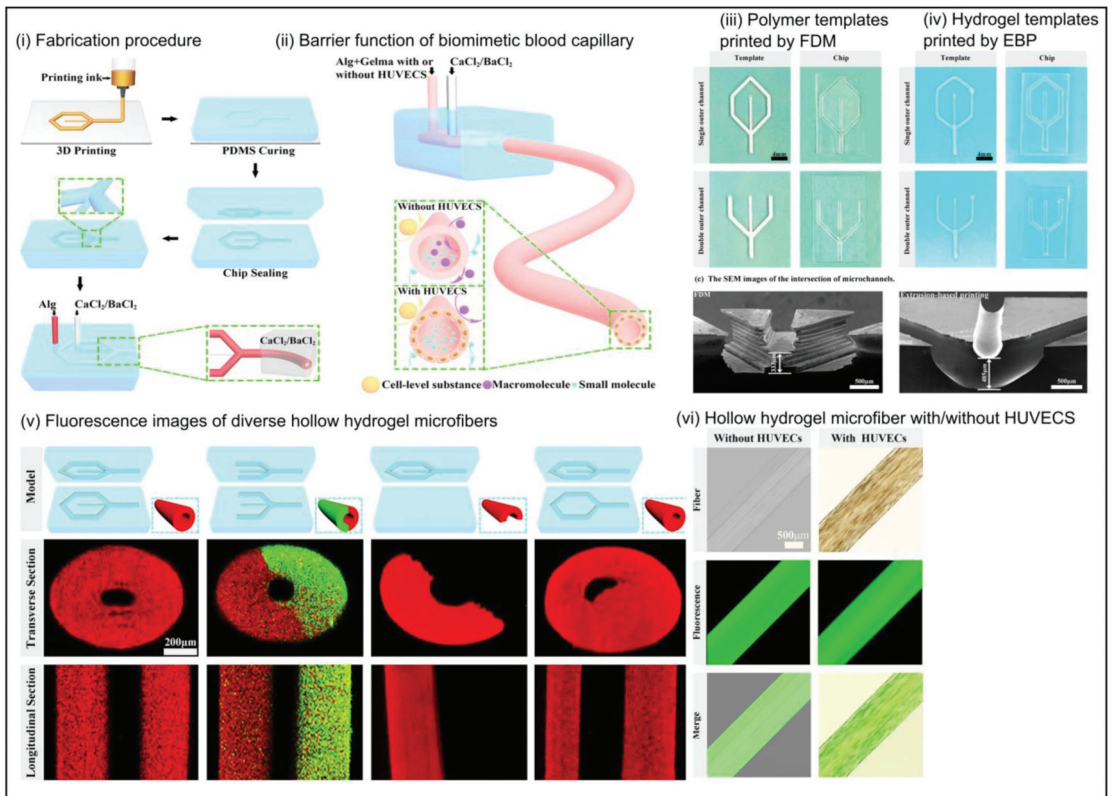 (i) Fabrication procedure
Printing ink
3D Printing
PDMS Curing
Chip Sealing
Alg
CaCl2/BaCl2
CaCl2/BaCl2
(ii) Barrier function of biomimetic blood capillary
Alg+Gelma with or
without HUVECS
CaCl2/BaCl2
Without HUVECS
With HUVECS
Cell-level substance
Macromolecule
Small molecule
(iii) Polymer templates
printed by FDM
Template
Chip
Single outer channel
4mm
Double outer channel
(iv) Hydrogel templates
printed by EBP
Template
Chip
Single outer channel
4mm
Double outer channel
(c) The SEM images of the intersection of microchannels.
FDM
500μm
Extrusion-based printing
485μm
500μm
(v) Fluorescence images of diverse hollow hydrogel microfibers
Model
Transverse Section
200μm
Longitudinal Section
(vi) Hollow hydrogel microfiber with/without HUVECS
Without HUVECs
With HUVECs
Fiber
500μm
Fluorescence
Merge